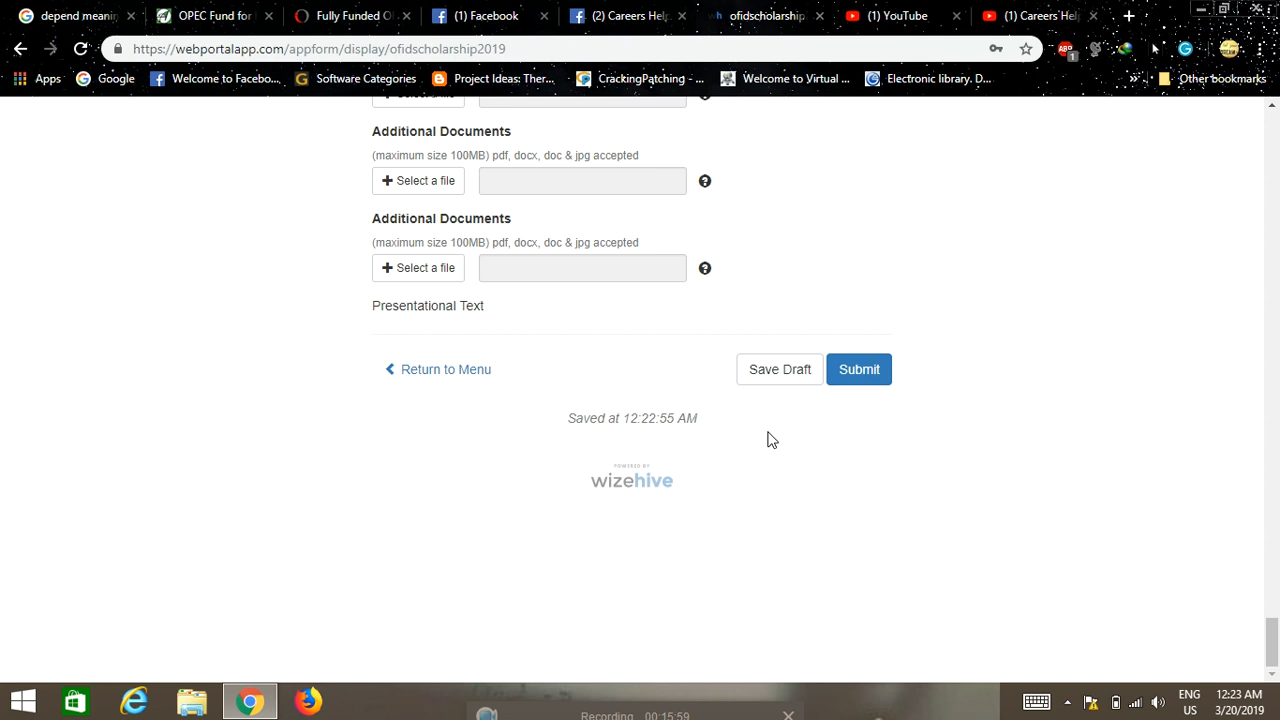 depend meanin
OPEC Fund for
Fully Funded O
(1) Facebook
(2) Careers Hel
ofidscholarship
(1) YouTube
(1) Careers Help
https://webportalapp.com/appform/display/ofidscholarship2019
ABP
1
Apps
Google
Welcome to Facebo...
Software Categories
Project Ideas: Ther...
CrackingPatching - ...
Welcome to Virtual ...
Electronic library. D...
Other bookmarks
Additional Documents
(maximum size 100MB) pdf, docx, doc & jpg accepted
Select a file
Additional Documents
(maximum size 100MB) pdf, docx, doc & jpg accepted
Select a file
Presentational Text
Return to Menu
Save Draft
Submit
Saved at 12:22:55 AM
POWERED BY
wizehive
ENG
US
12:23 AM
3/20/2019
Recording 00:15:59